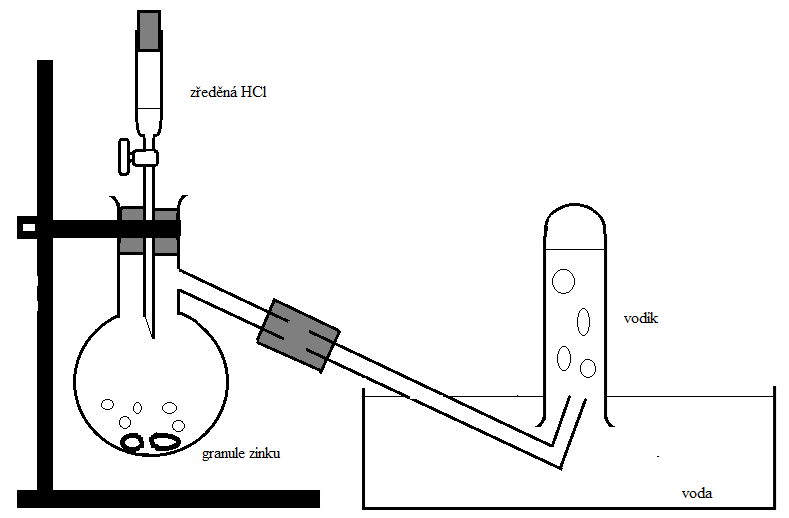 zředěná HCl
vodík
granule zinku
voda